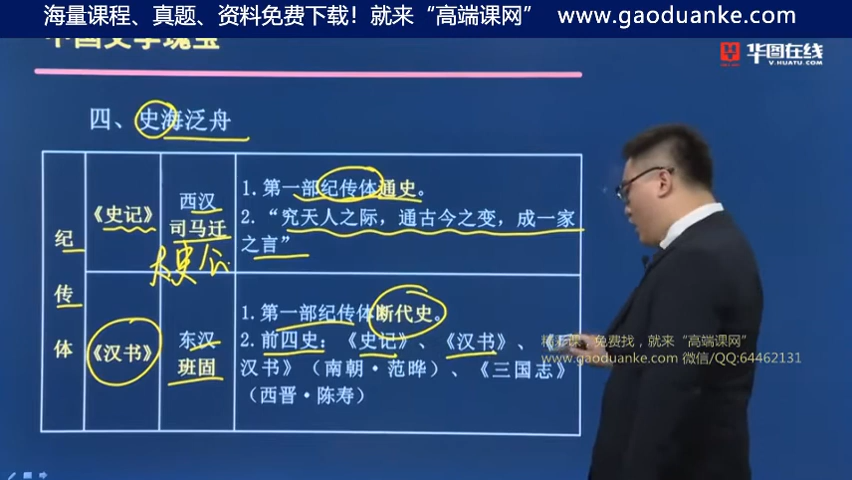 海量课程、真题、资料免费下载！就来“高端课网” www.gaoduanke.com
中国文学瑰宝
华图在线
V.HUATU.COM
四、史海泛舟
纪传体
《史记》
西汉
司马迁
太史公
1. 第一部纪传体通史。
2. “究天人之际，通古今之变，成一家
之言”
《汉书》
东汉
班固
1. 第一部纪传体断代史。
2. 前四史：《史记》、《汉书》、《
汉书》（南朝·范晔）、《三国志》
（西晋·陈寿）
免费找，就来“高端课网”
www.gaoduanke.com 微信/QQ:64462131